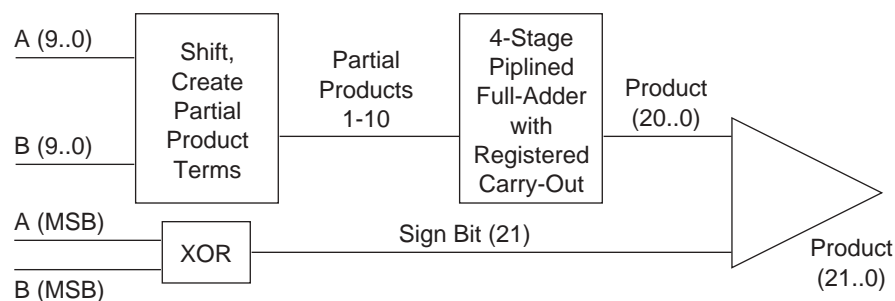 A (9..0)
B (9..0)
Shift,
Create
Partial
Product
Terms
Partial
Products
1-10
4-Stage
Piplined
Full-Adder
with
Registered
Carry-Out
Product
(20..0)
A (MSB)
B (MSB)
XOR
Sign Bit (21)
Product
(21..0)